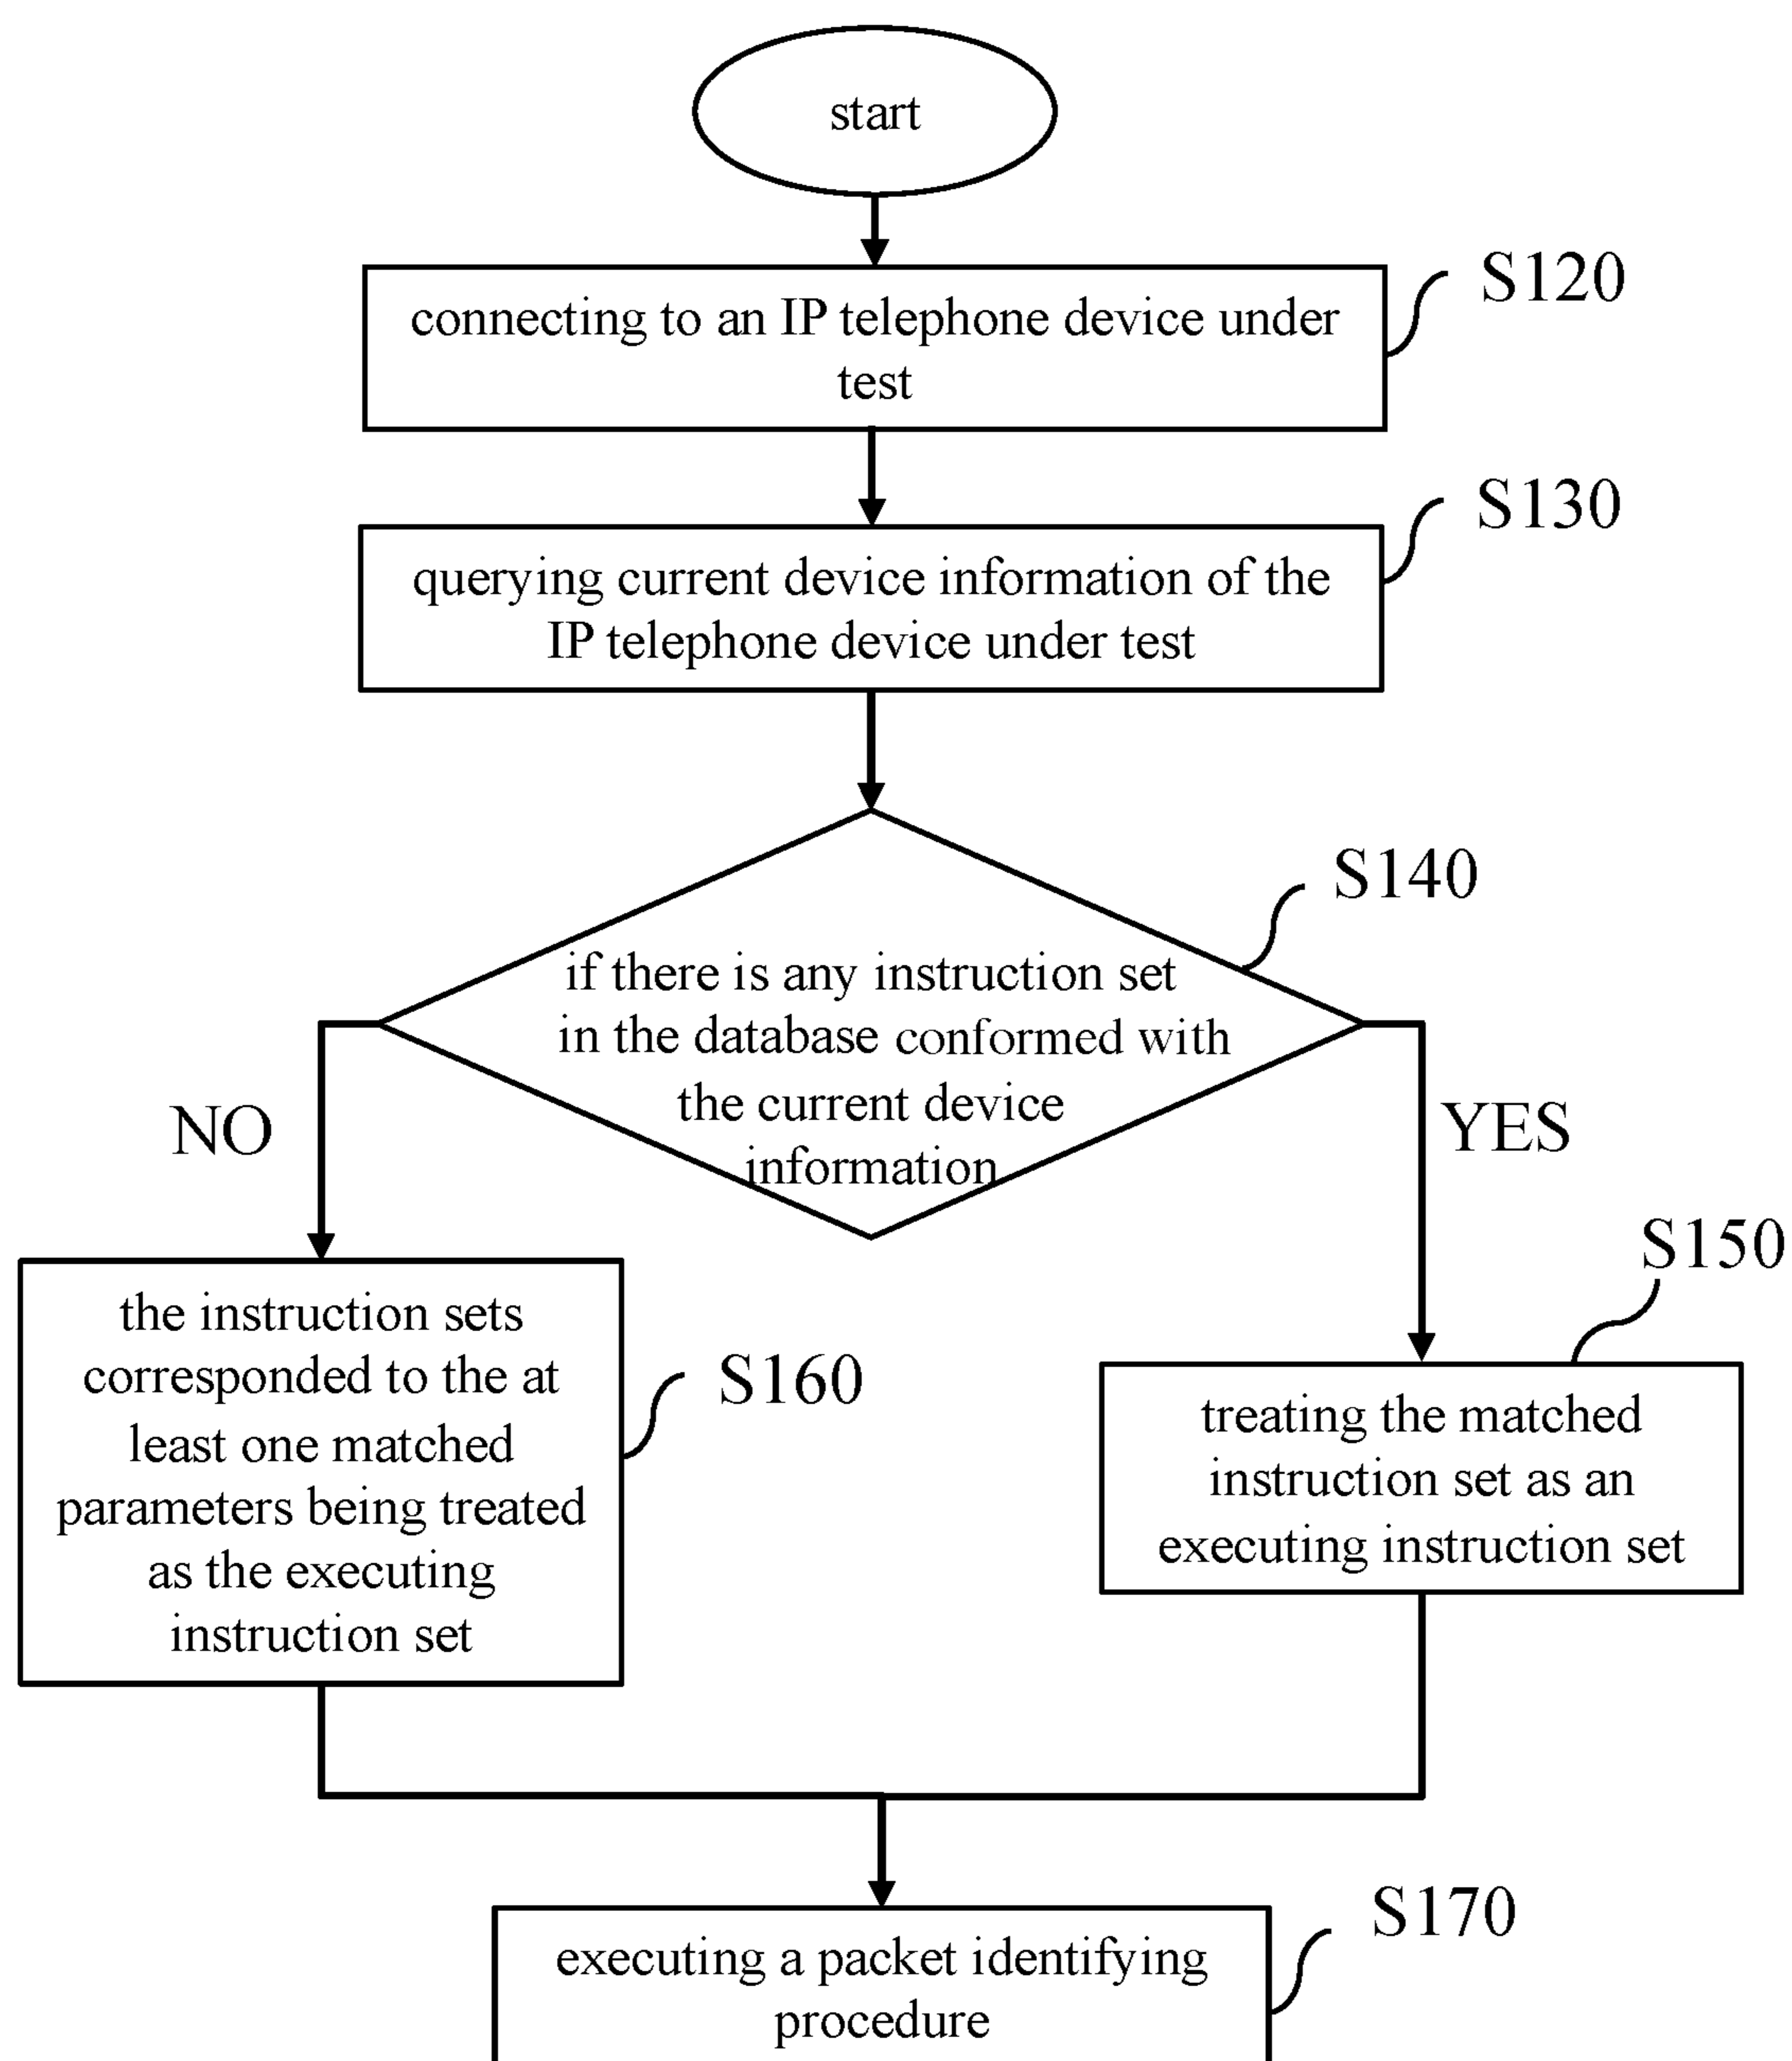 start
S120
connecting to an IP telephone device under
test
S130
querying current device information of the
IP telephone device under test
S140
if there is any instruction set
in the database conformed with
the current device
information
NO
YES
S150
the instruction sets
corresponded to the at
least one matched
parameters being treated
as the executing
instruction set
S160
treating the matched
instruction set as an
executing instruction set
S170
executing a packet identifying
procedure